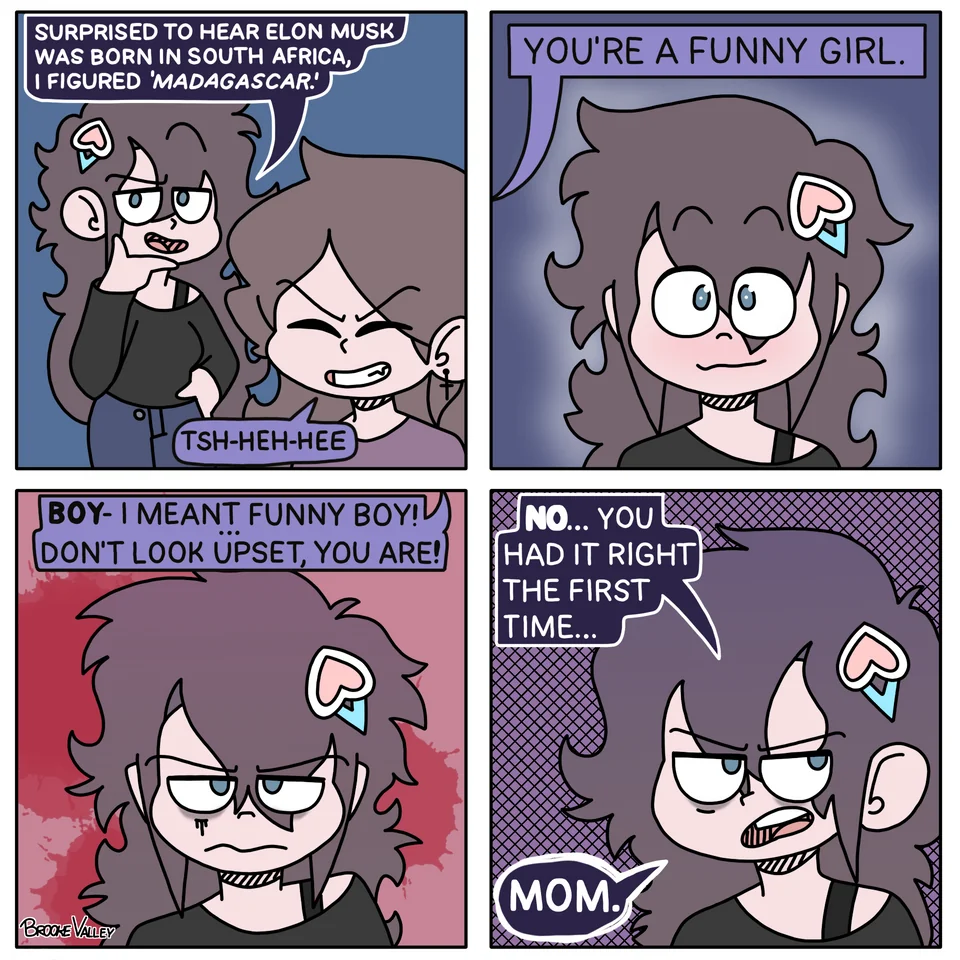 SURPRISED TO HEAR ELON MUSK
WAS BORN IN SOUTH AFRICA,
I FIGURED 'MADAGASCAR.'
TSH-HEH-HEE
YOU'RE A FUNNY GIRL.
BOY- I MEANT FUNNY BOY!
...
DON'T LOOK UPSET, YOU ARE!
BROOKE VALLEY
NO... YOU
HAD IT RIGHT
THE FIRST
TIME...
MOM.